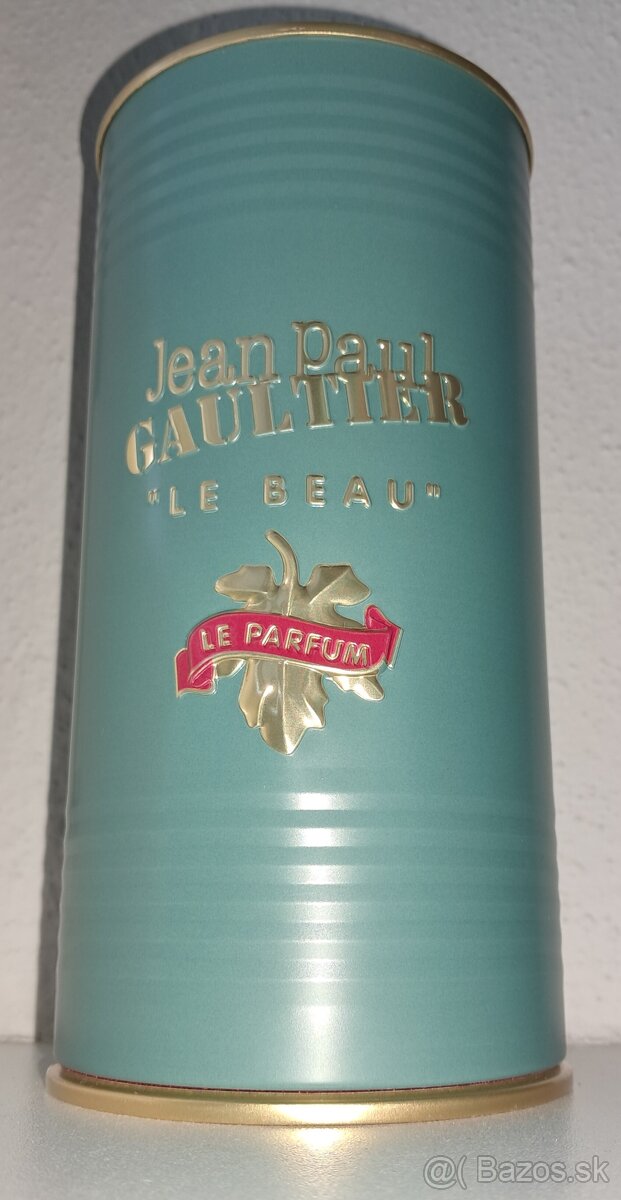 Jean Paul
GAULTIER
"LE BEAU"
LE PARFUM
@( Bazos.sk